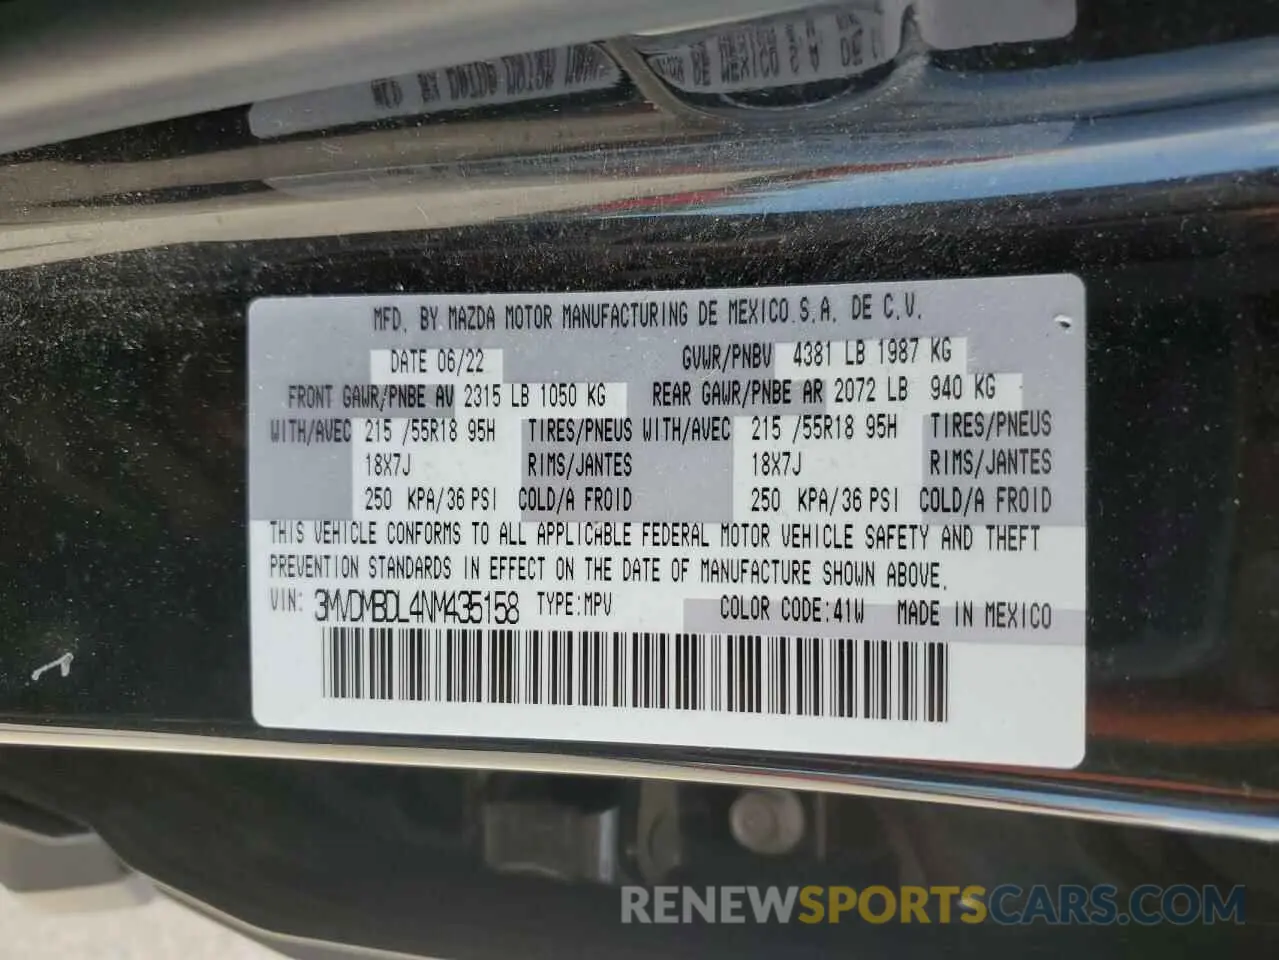 MFD. BY MAZDA MOTOR MANUFACTURING DE MEXICO S.A. DE C.V.
DATE 06/22 GVWR/PNBV 4381 LB 1987 KG
FRONT GAWR/PNBE AV 2315 LB 1050 KG REAR GAWR/PNBE AR 2072 LB 940 KG
WITH/AVEC 215 /55R18 95H TIRES/PNEUS WITH/AVEC 215 /55R18 95H TIRES/PNEUS
18X7J RIMS/JANTES 18X7J RIMS/JANTES
250 KPA/36 PSI COLD/A FROID 250 KPA/36 PSI COLD/A FROID
THIS VEHICLE CONFORMS TO ALL APPLICABLE FEDERAL MOTOR VEHICLE SAFETY AND THEFT
PREVENTION STANDARDS IN EFFECT ON THE DATE OF MANUFACTURE SHOWN ABOVE.
VIN: 3MVDMBDL4NM435158 TYPE:MPV COLOR CODE:41W MADE IN MEXICO
RENEWSPORTSCARS.COM